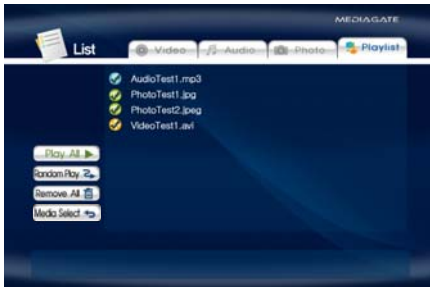 MEDIAGATE
List
Video
Audio
Photo
Playlist
AudioTest1.mp3
PhotoTest1.jpg
PhotoTest2.jpeg
VideoTest1.avi
Play All
Random Play
Remove All
Media Select